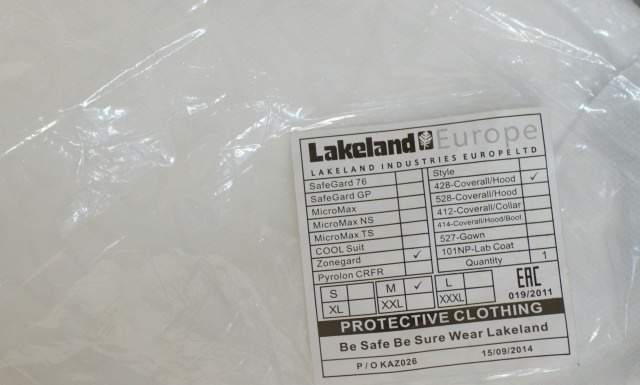 Lakeland Europe
LAKELAND INDUSTRIES EUROPE LTD
SafeGard 76
SafeGard GP
MicroMax
MicroMax NS
MicroMax TS
COOL Suit
Zonegard ✓
Pyrolon CRFR
Style
428-Coverall/Hood ✓
528-Coverall/Hood
412-Coverall/Collar
414-Coverall/Hood/Boot
527-Gown
101NP-Lab Coat
Quantity 1
S M ✓ L
XL XXL XXXL
EAC
019/2011
PROTECTIVE CLOTHING
Be Safe Be Sure Wear Lakeland
P/O KAZ026 15/09/2014